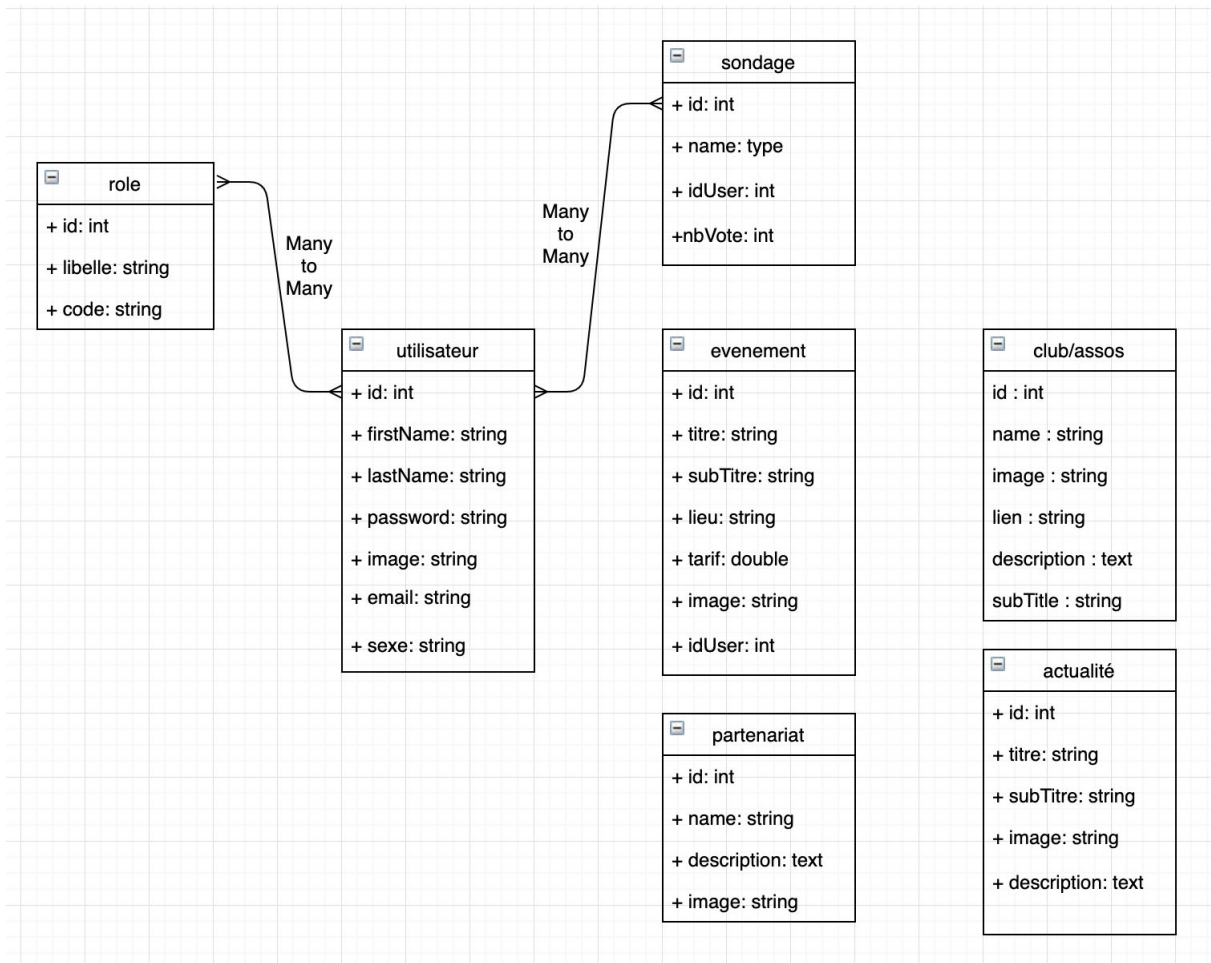 sondage
+ id: int
+ name: type
+ idUser: int
+nbVote: int
role
+ id: int
+ libelle: string
+ code: string
Many
to
Many
Many
to
Many
utilisateur
+ id: int
+ firstName: string
+ lastName: string
+ password: string
+ image: string
+ email: string
+ sexe: string
evenement
+ id: int
+ titre: string
+ subTitre: string
+ lieu: string
+ tarif: double
+ image: string
+ idUser: int
club/assos
id : int
name : string
image : string
lien : string
description : text
subTitle : string
partenariat
+ id: int
+ name: string
+ description: text
+ image: string
actualité
+ id: int
+ titre: string
+ subTitre: string
+ image: string
+ description: text